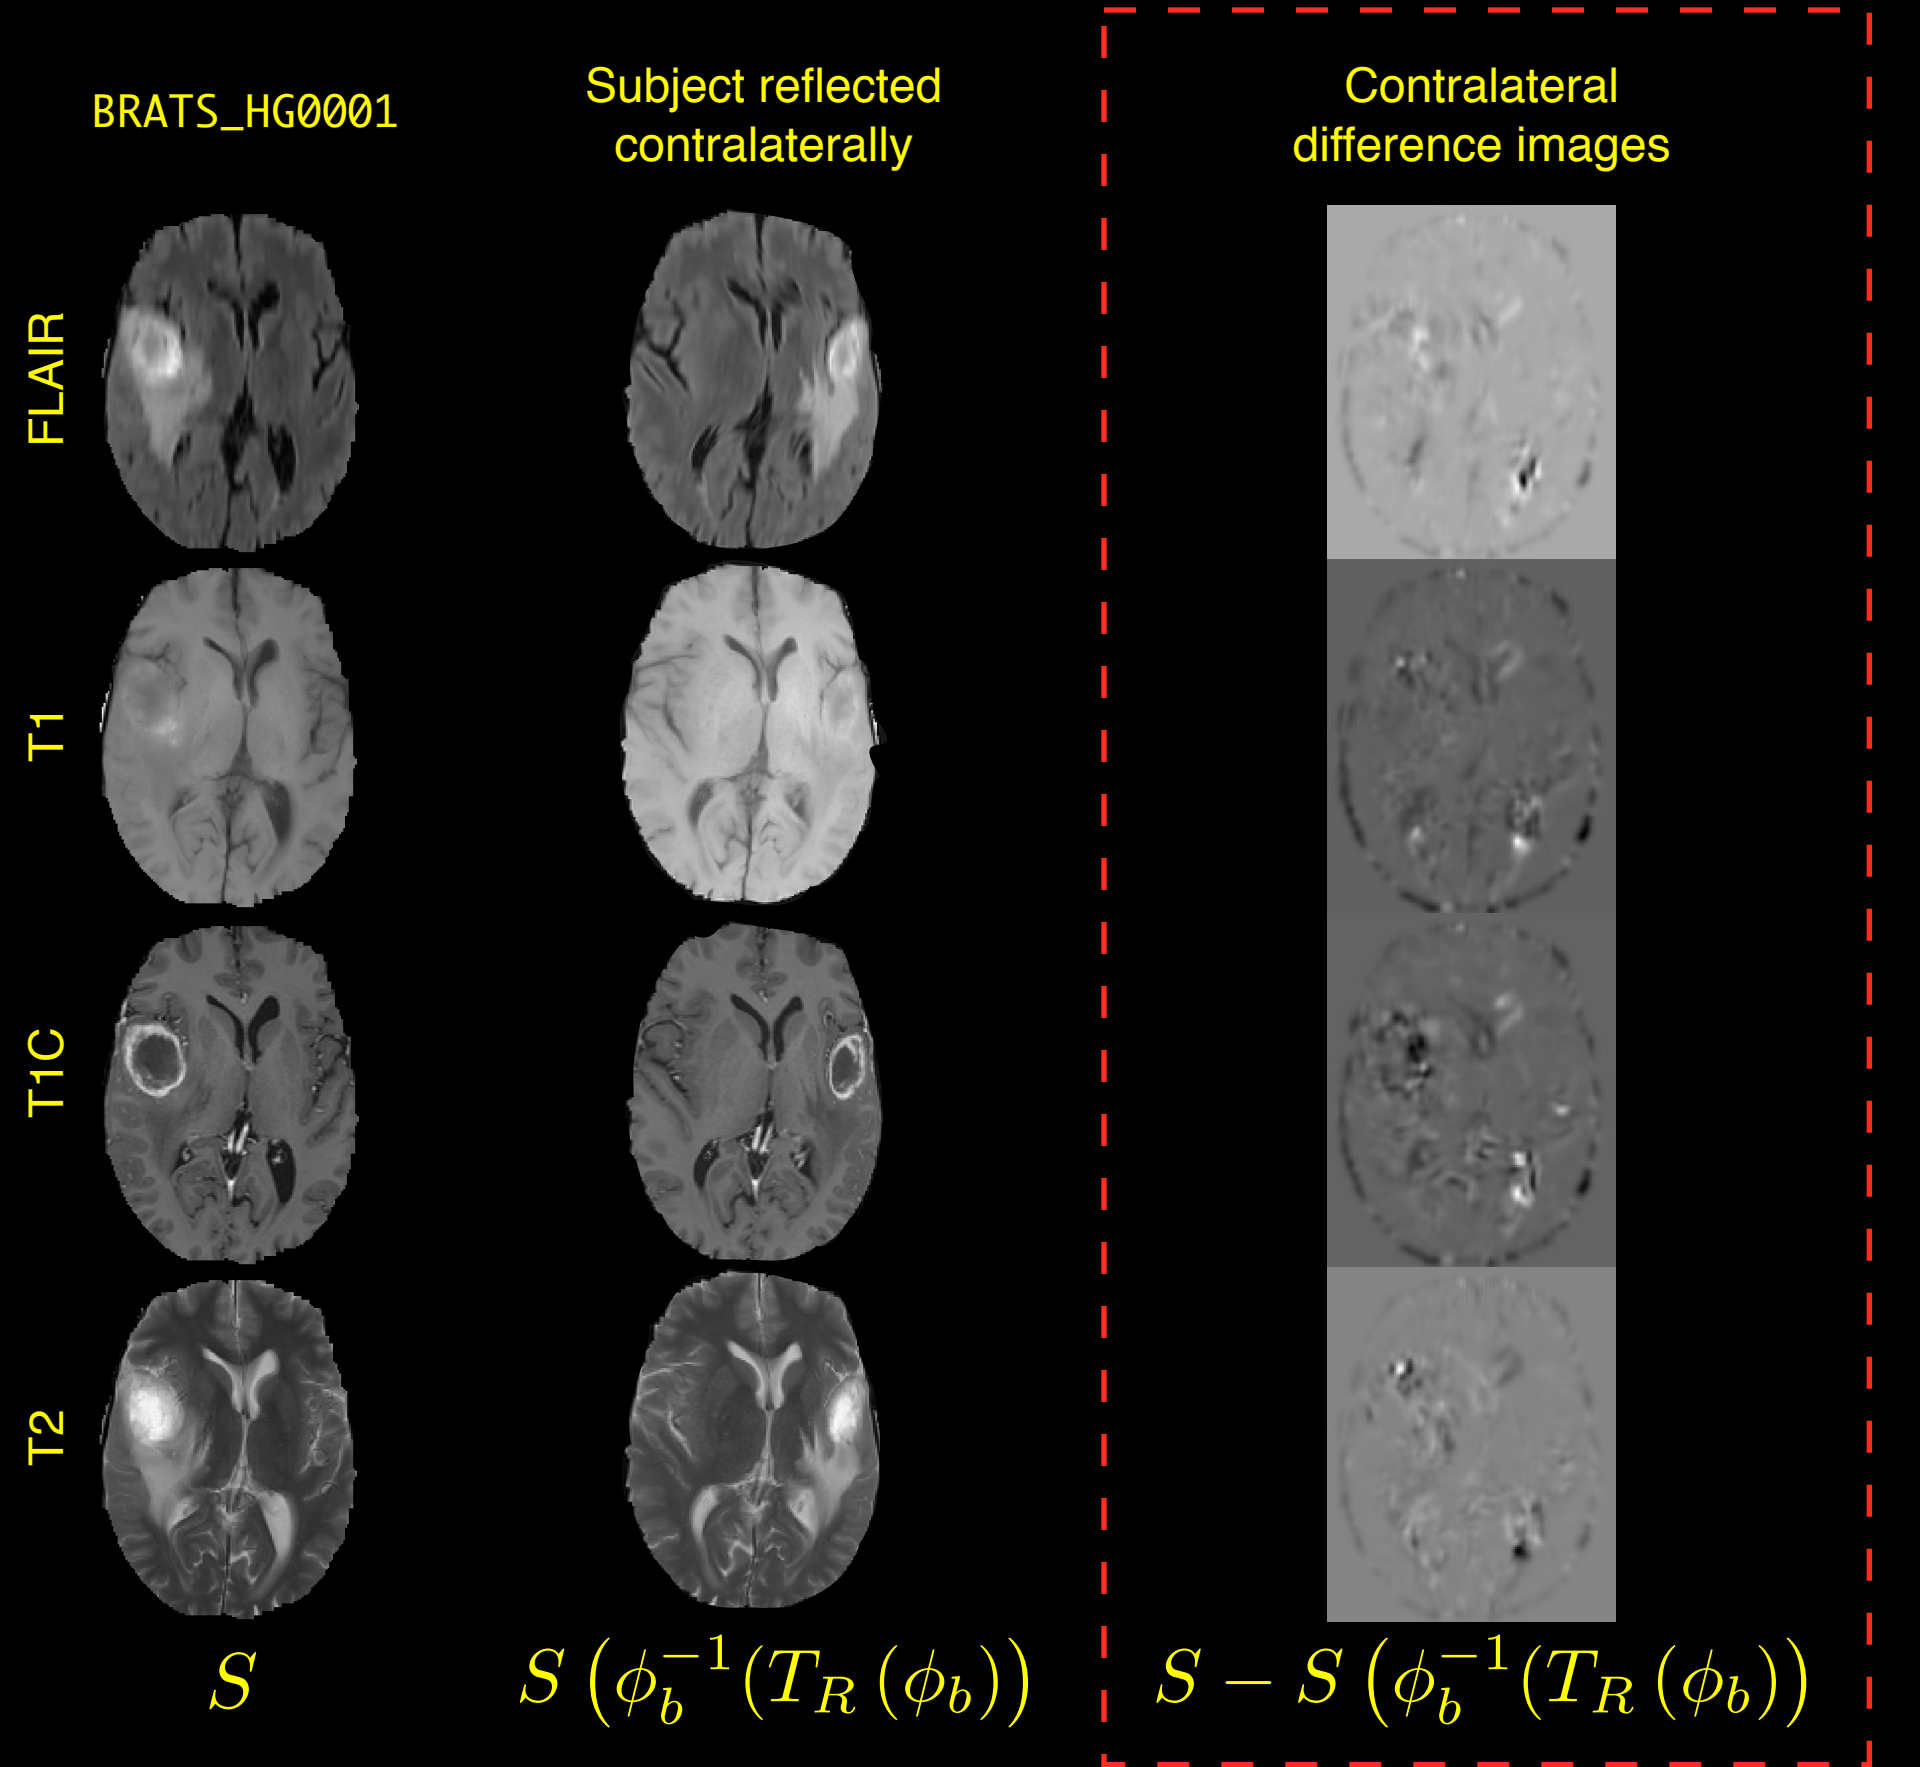 BRATS_HG0001
Subject reflected
contralaterally
Contralateral
difference images
FLAIR
T1
T1C
T2
S
S (ϕ_b^{-1}(T_R (ϕ_b))
S − S (ϕ_b^{-1}(T_R (ϕ_b))